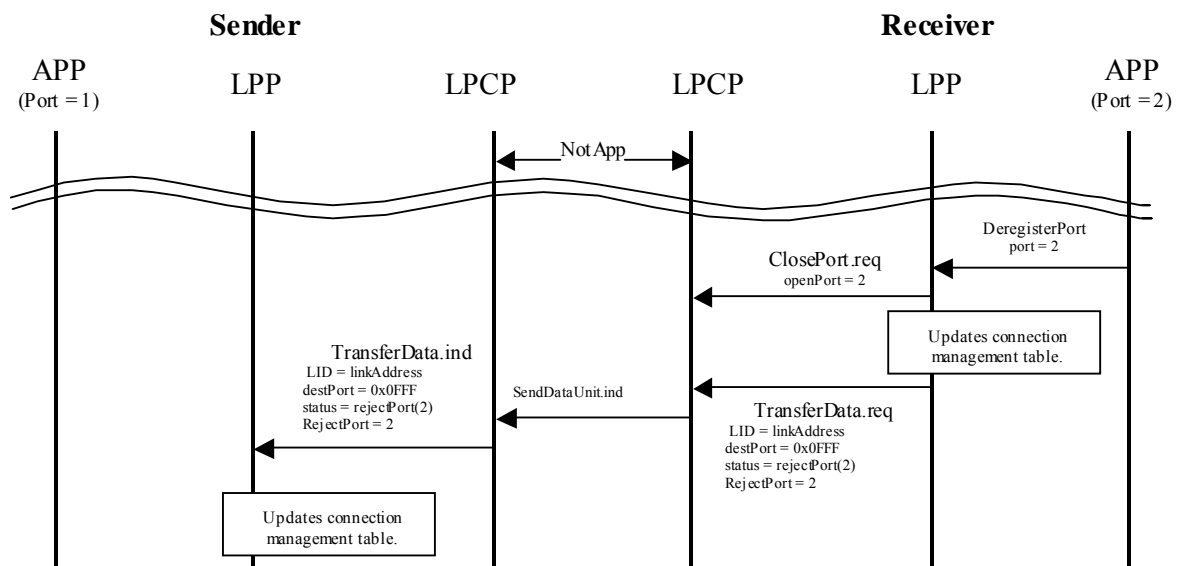 Sender
Receiver
APP
(Port = 1)
LPP
LPCP
LPCP
LPP
APP
(Port = 2)
NotApp
DeregisterPort
port = 2
ClosePort.req
openPort = 2
Updates connection
management table.
TransferData.ind
LID = linkAddress
destPort = 0x0FFF
status = rejectPort(2)
RejectPort = 2
SendDataUnit.ind
TransferData.req
LID = linkAddress
destPort = 0x0FFF
status = rejectPort(2)
RejectPort = 2
Updates connection
management table.